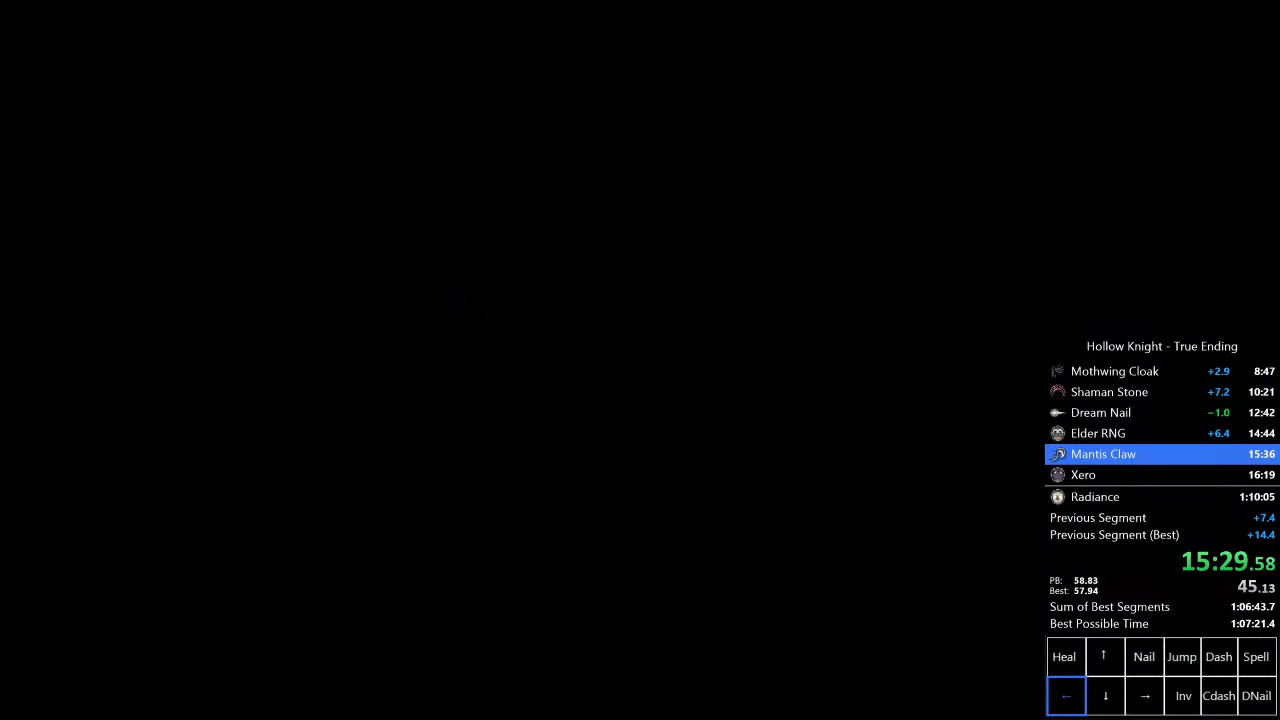 Hollow Knight - True Ending
Mothwing Cloak +2.9 8:47
Shaman Stone +7.2 10:21
Dream Nail −1.0 12:42
Elder RNG +6.4 14:44
Mantis Claw 15:36
Xero 16:19
Radiance 1:10:05
Previous Segment +7.4
Previous Segment (Best) +14.4
15:29.58
PB: 58.83
Best: 57.94
45.13
Sum of Best Segments 1:06:43.7
Best Possible Time 1:07:21.4
Heal ↑ Nail Jump Dash Spell
← ↓ → Inv Cdash DNail